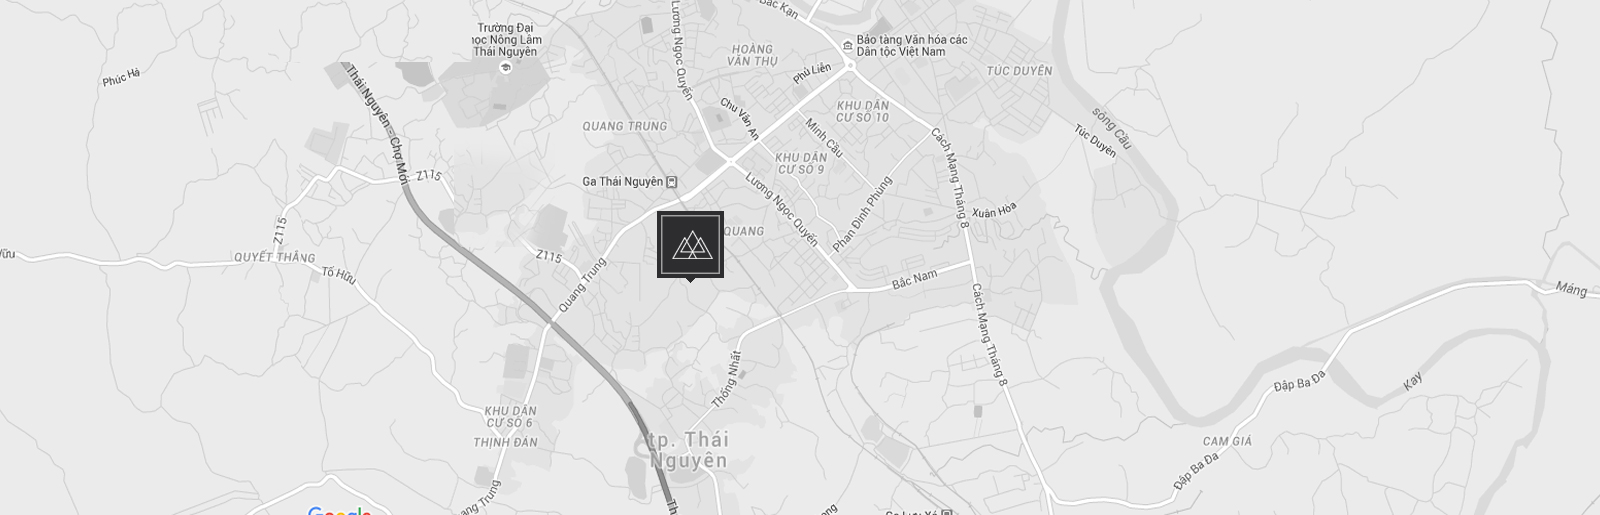 Bắc Kạn
Trường Đại
học Nông Lâm
Thái Nguyên
Lương Ngọc Quyến
HOÀNG
VĂN THỤ
Bảo tàng Văn hóa các
Dân tộc Việt Nam
Phủ Liễn
TÚC DUYÊN
Phúc Hà
Thái Nguyên - Chợ Mới
Chu Văn An
KHU DÂN
CƯ SỐ 10
sông Cầu
QUANG TRUNG
Minh Cầu
Túc Duyên
Cách Mạng Tháng 8
KHU DÂN
CƯ SỐ 9
Z115
Ga Thái Nguyên
Lương Ngọc Quyến
Phan Đình Phùng
Xuân Hòa
Z115
QUANG
QUYẾT THẮNG
Z115
Tố Hữu
Quang Trung
Bắc Nam
Cách Mạng Tháng 8
Máng
Thống Nhất
Đập Ba Đa
Kay
KHU DÂN
CƯ SỐ 6
THỊNH ĐÁN
tp. Thái
Nguyên
CAM GIÁ
Đập Ba Đa
Google